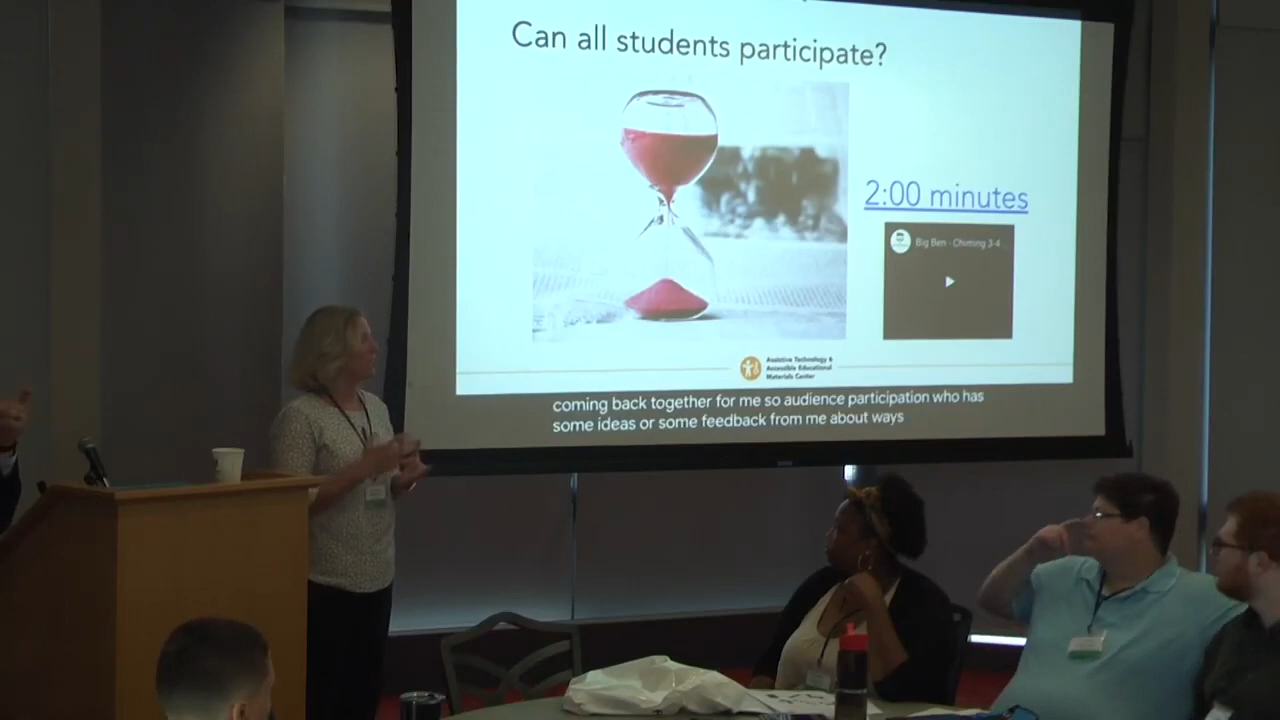 Can all students participate?
2:00 minutes
Big Ben - Chiming 3-4
Assistive Technology &
Accessible Educational
Materials Center
coming back together for me so audience participation who has
some ideas or some feedback from me about ways